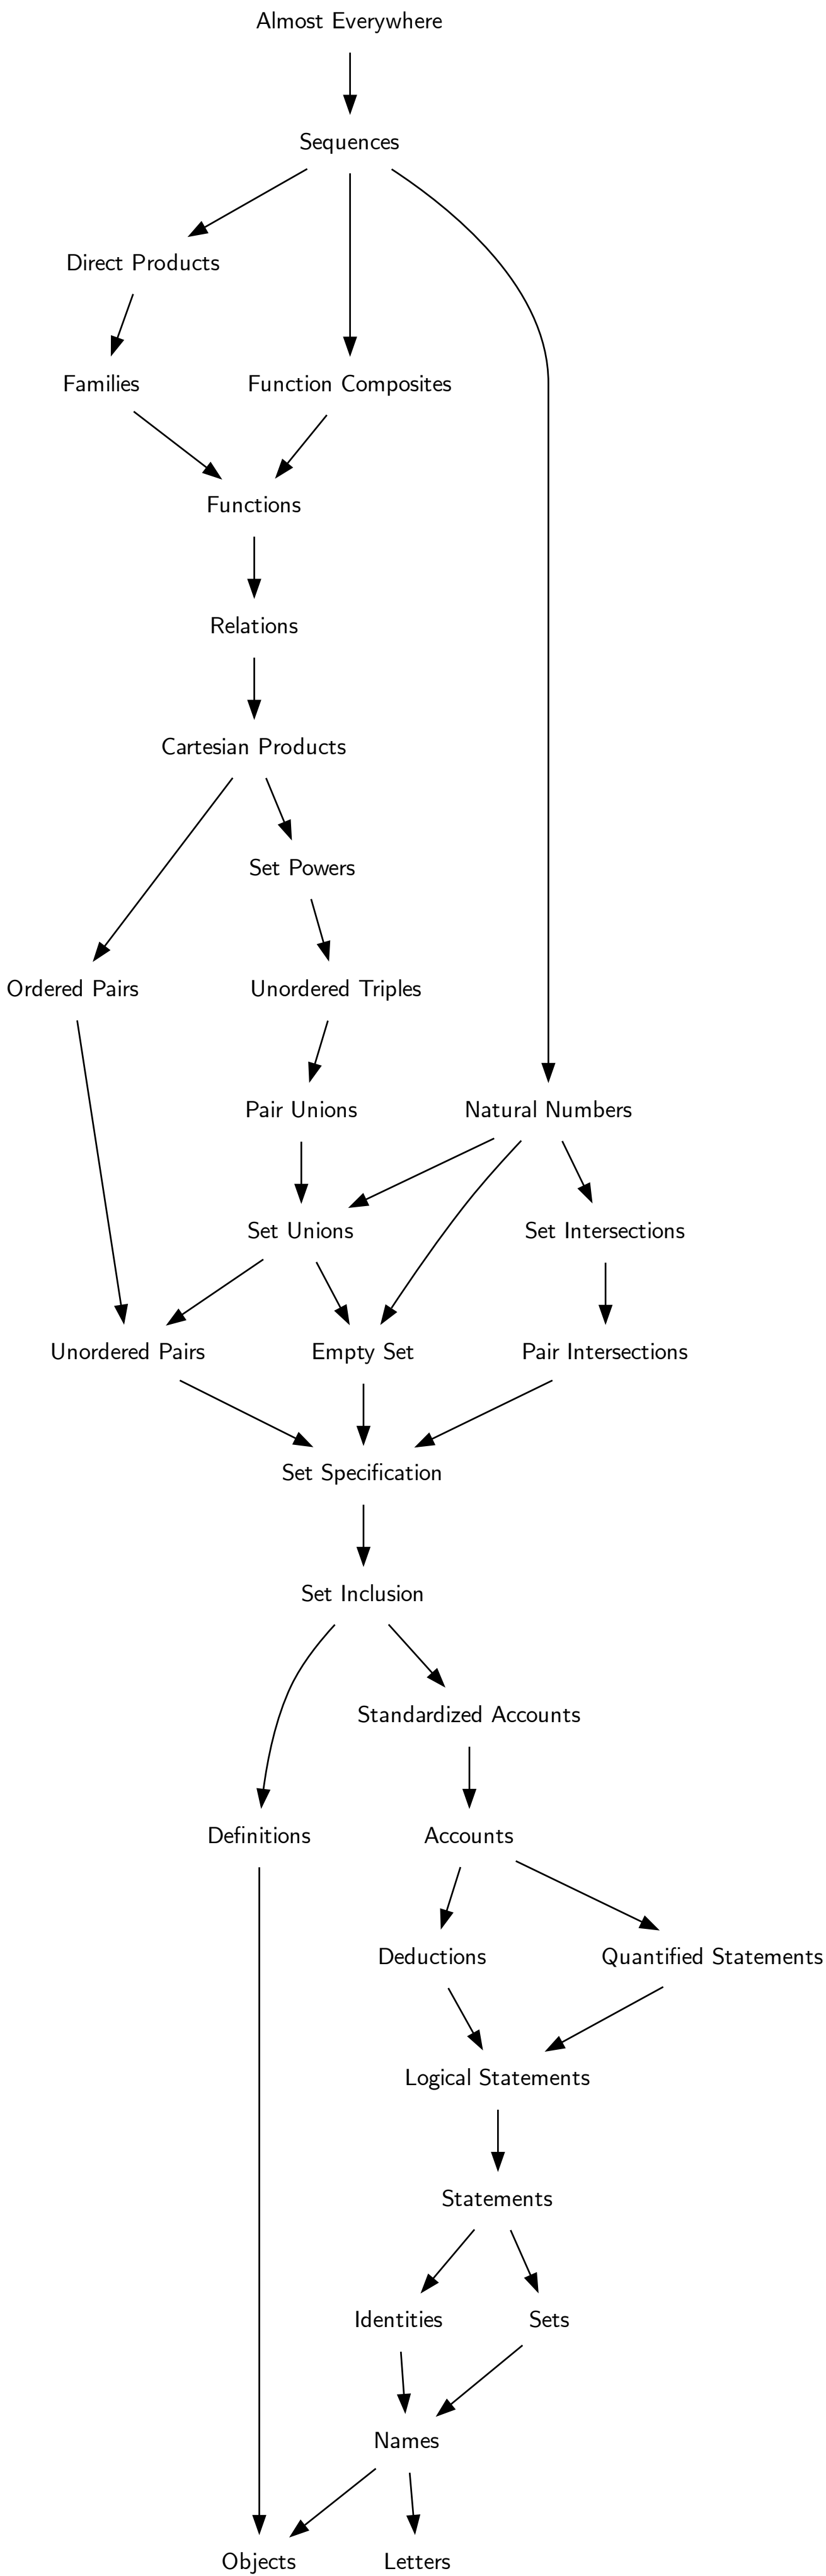 Almost Everywhere
Sequences
Direct Products
Families
Function Composites
Functions
Relations
Cartesian Products
Set Powers
Ordered Pairs
Unordered Triples
Pair Unions
Natural Numbers
Set Unions
Set Intersections
Unordered Pairs
Empty Set
Pair Intersections
Set Specification
Set Inclusion
Standardized Accounts
Definitions
Accounts
Deductions
Quantified Statements
Logical Statements
Statements
Identities
Sets
Names
Objects
Letters